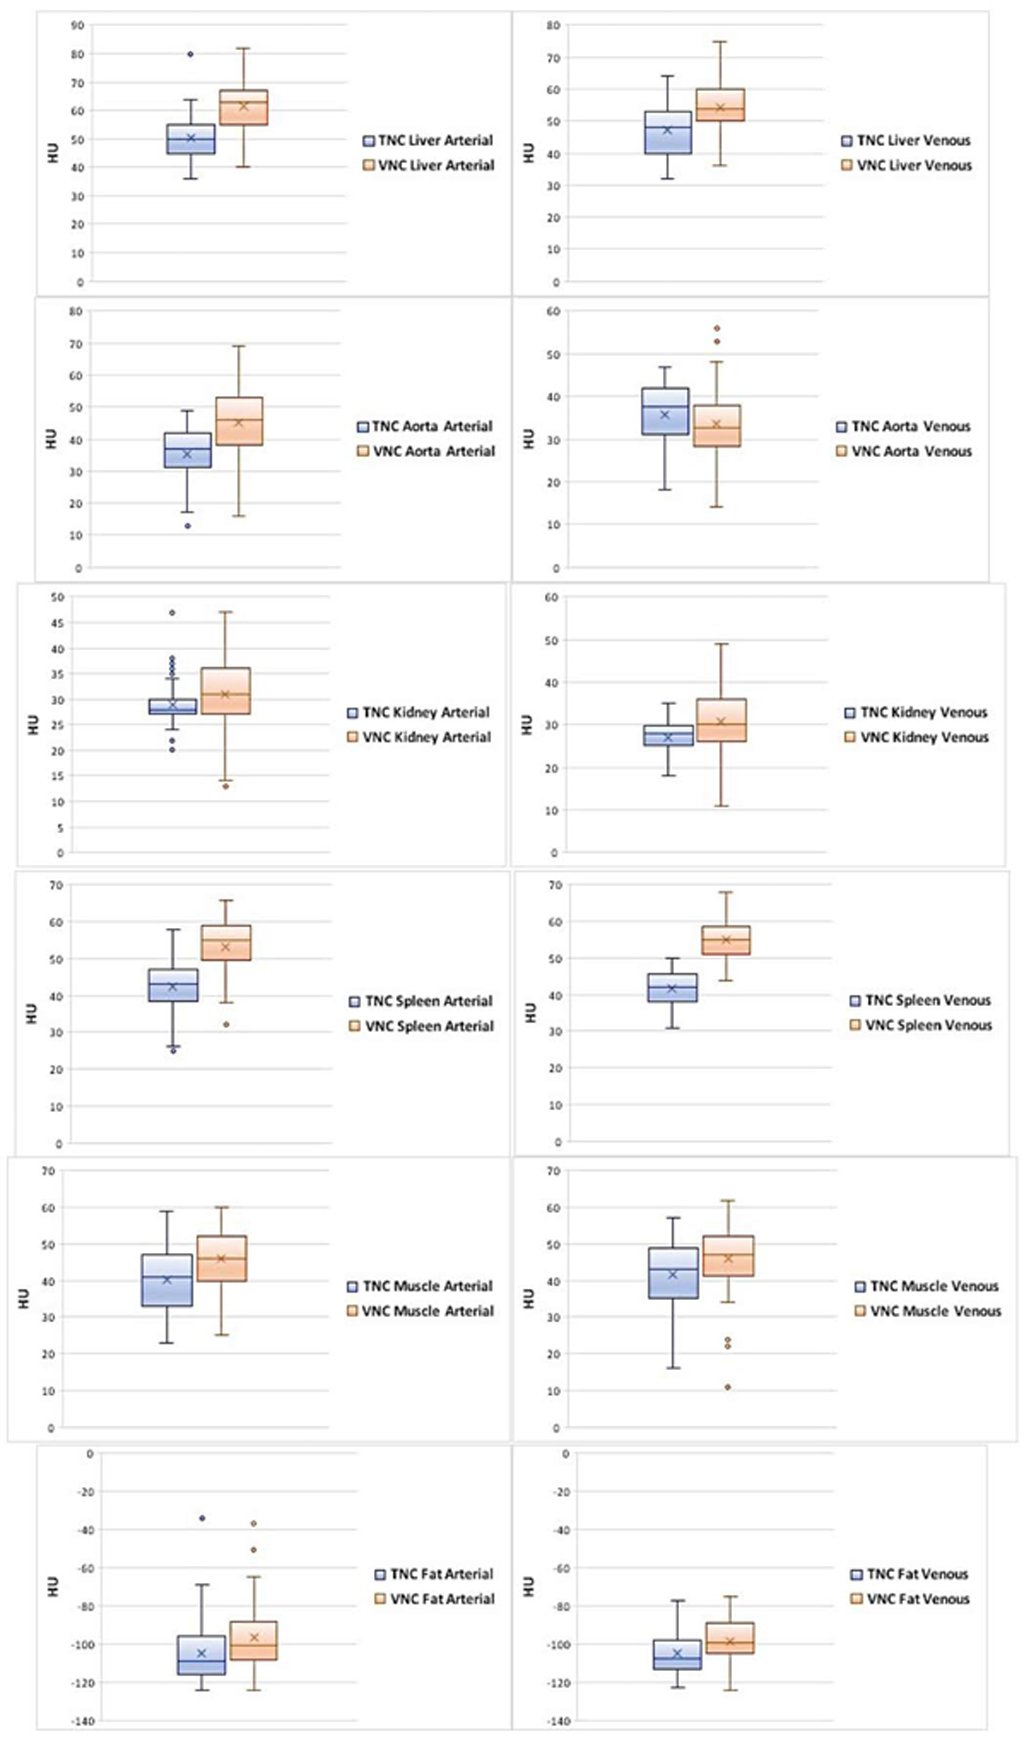 90
80
70
60
50
40
30
20
10
0
HU
TNC Liver Arterial
VNC Liver Arterial
80
70
60
50
40
30
20
10
0
HU
TNC Liver Venous
VNC Liver Venous
80
70
60
50
40
30
20
10
0
HU
TNC Aorta Arterial
VNC Aorta Arterial
60
50
40
30
20
10
0
HU
TNC Aorta Venous
VNC Aorta Venous
50
45
40
35
30
25
20
15
10
5
0
HU
TNC Kidney Arterial
VNC Kidney Arterial
60
50
40
30
20
10
0
HU
TNC Kidney Venous
VNC Kidney Venous
70
60
50
40
30
20
10
0
HU
TNC Spleen Arterial
VNC Spleen Arterial
70
60
50
40
30
20
10
0
HU
TNC Spleen Venous
VNC Spleen Venous
70
60
50
40
30
20
10
0
HU
TNC Muscle Arterial
VNC Muscle Arterial
70
60
50
40
30
20
10
0
HU
TNC Muscle Venous
VNC Muscle Venous
0
-20
-40
-60
-80
-100
-120
-140
HU
TNC Fat Arterial
VNC Fat Arterial
0
-20
-40
-60
-80
-100
-120
-140
HU
TNC Fat Venous
VNC Fat Venous